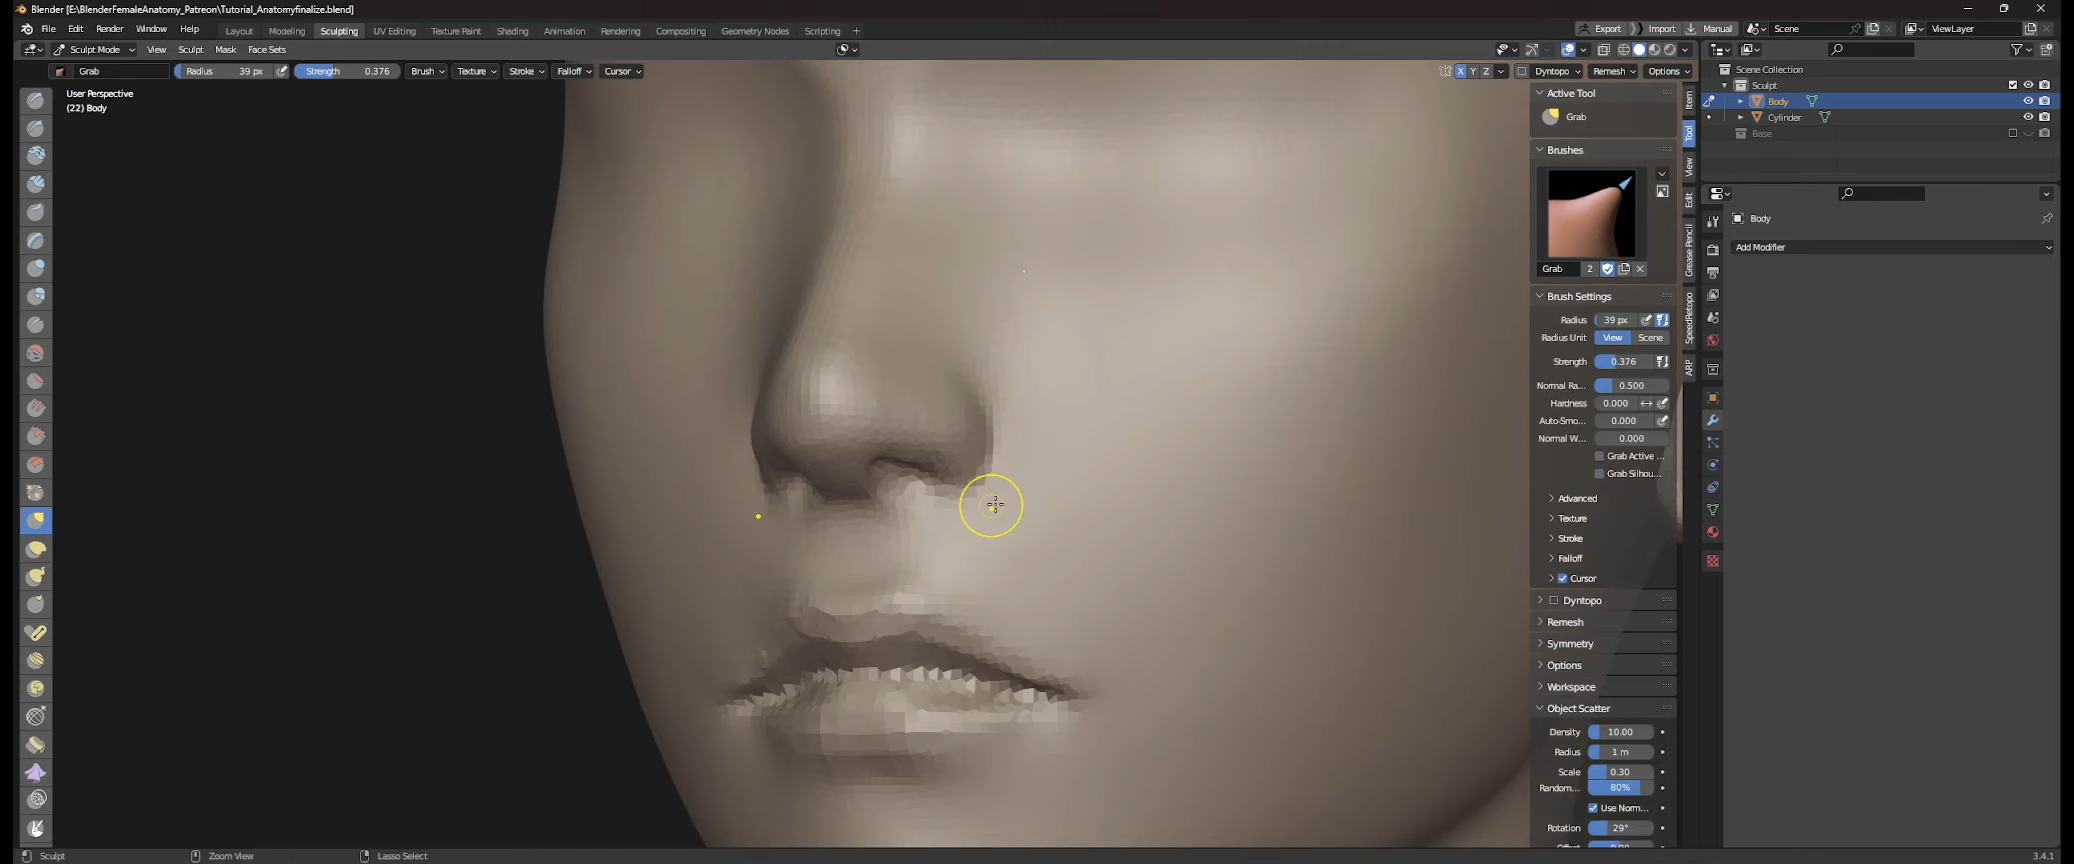 Blender [E:\BlenderFemaleAnatomy_Patreon\Tutorial_Anatomyfinalize.blend]
File Edit Render Window Help Layout Modeling Sculpting UV Editing Texture Paint Shading Animation Rendering Compositing Geometry Nodes Scripting + Export Import Manual Scene ViewLayer
Sculpt Mode View Sculpt Mask Face Sets
Grab Radius 39 px Strength 0.376 Brush Texture Stroke Falloff Cursor X Y Z Dyntopo Remesh Options
User Perspective
(22) Body
Active Tool
Grab
Brushes
Grab 2
Brush Settings
Radius 39 px
Radius Unit View Scene
Strength 0.376
Normal Ra... 0.500
Hardness 0.000
Auto-Smo... 0.000
Normal W... 0.000
Grab Active ...
Grab Silhou...
Advanced
Texture
Stroke
Falloff
Cursor
Dyntopo
Remesh
Symmetry
Options
Workspace
Object Scatter
Density 10.00
Radius 1 m
Scale 0.30
Random... 80%
Use Norm...
Rotation 29°
Item
Tool
View
Edit
Grease Pencil
SpeedRetopo
ARP
Scene Collection
Sculpt
Body
Cylinder
Base
Body
Add Modifier
Sculpt Zoom View Lasso Select 3.4.1